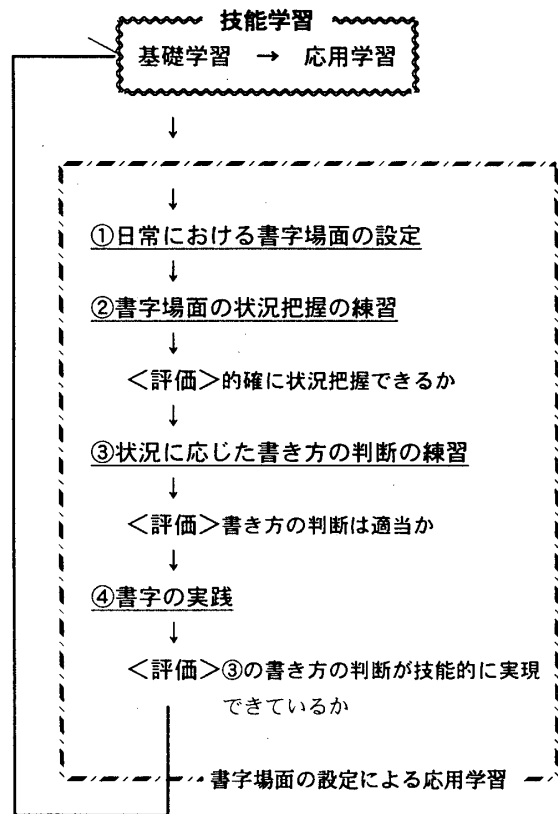 技能学習
基礎学習 → 応用学習
↓
↓
①日常における書字場面の設定
↓
②書字場面の状況把握の練習
↓
＜評価＞的確に状況把握できるか
↓
③状況に応じた書き方の判断の練習
↓
＜評価＞書き方の判断は適当か
↓
④書字の実践
↓
＜評価＞③の書き方の判断が技能的に実現
できているか
書字場面の設定による応用学習